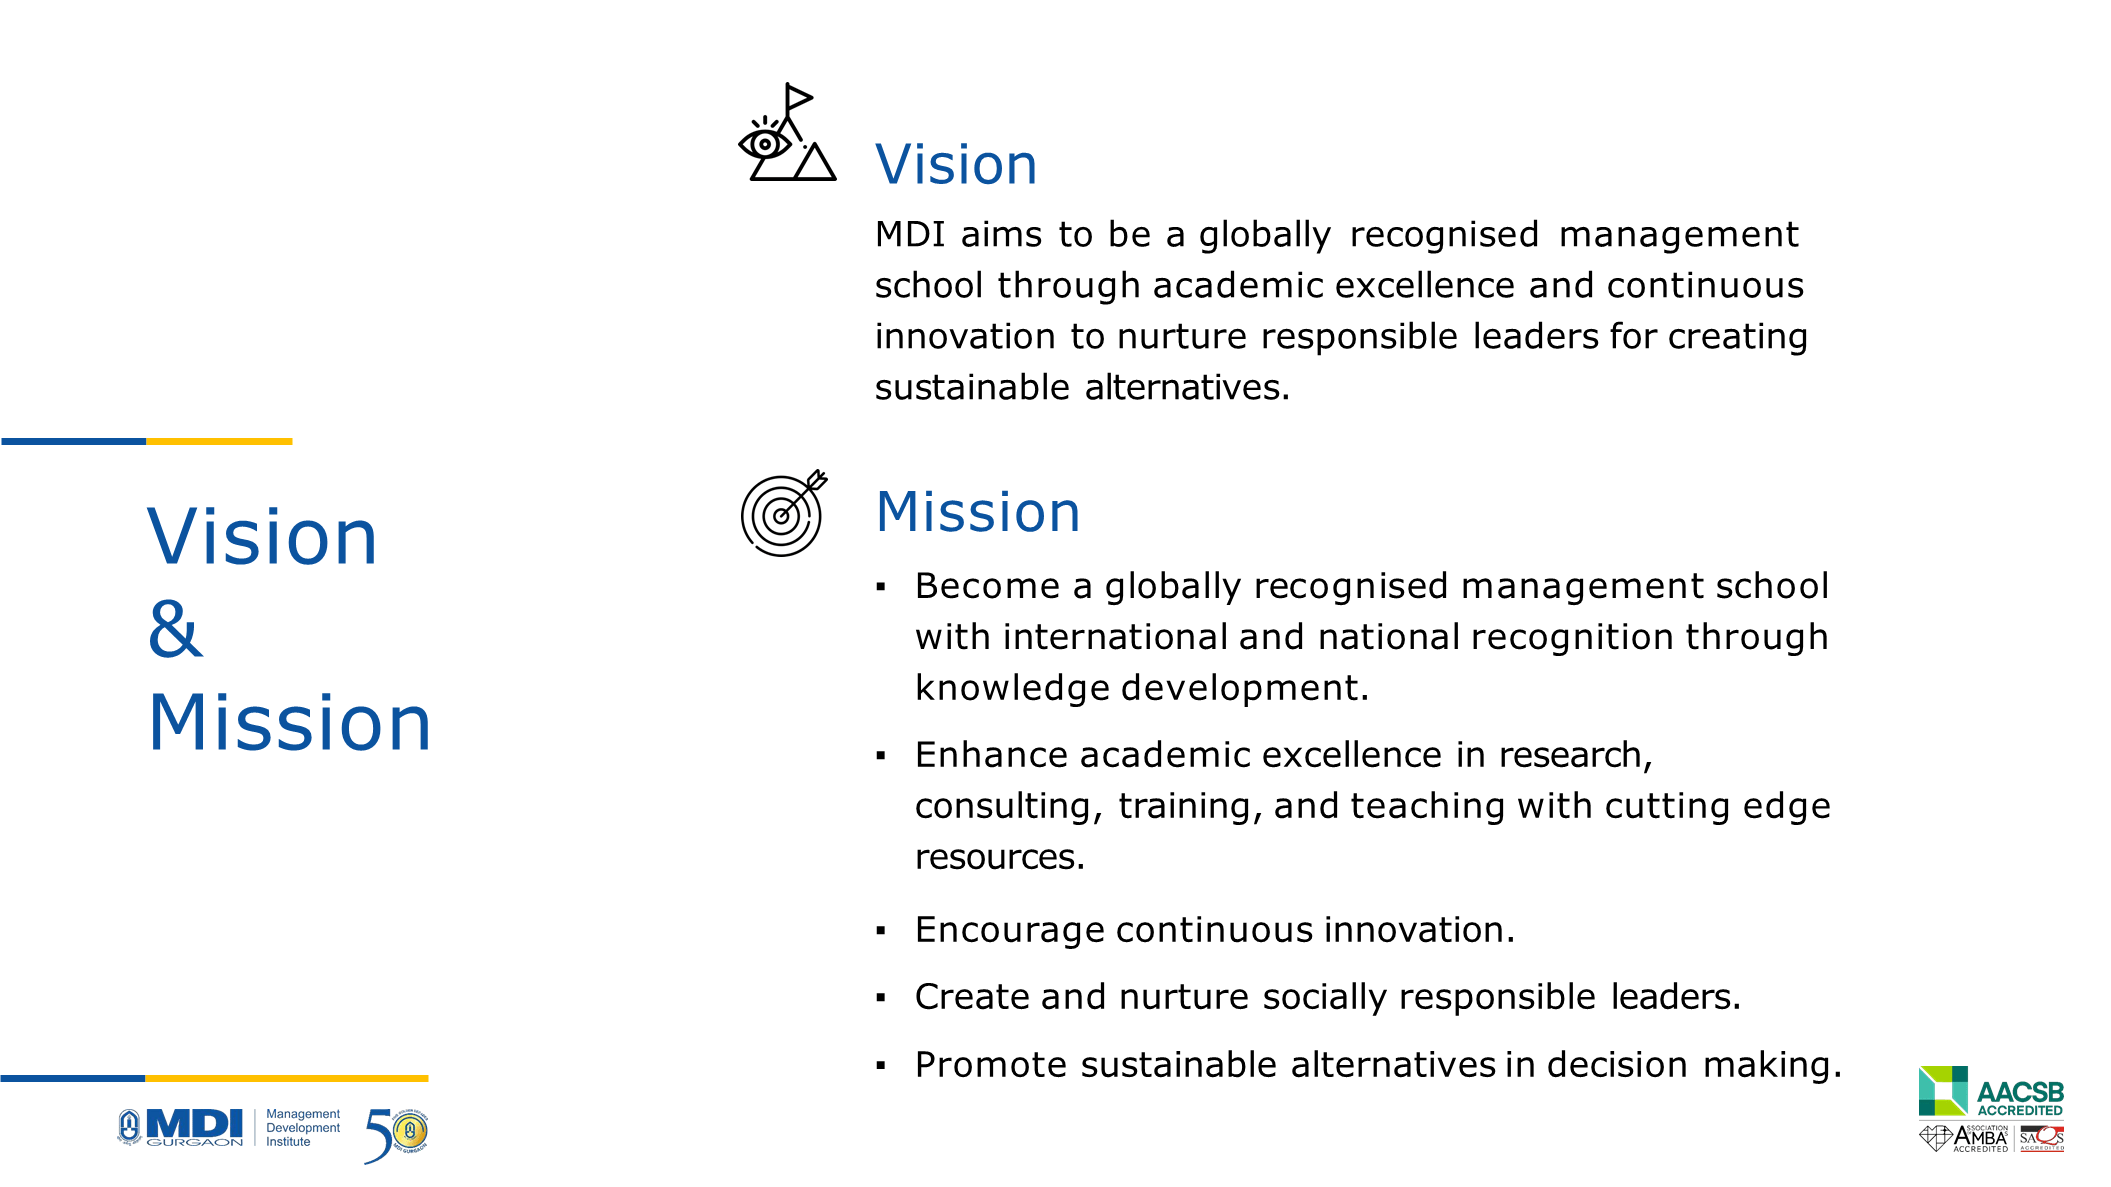 Vision
&
Mission
Vision
MDI aims to be a globally recognised management
school through academic excellence and continuous
innovation to nurture responsible leaders for creating
sustainable alternatives.
Mission
▪ Become a globally recognised management school
with international and national recognition through
knowledge development.
▪ Enhance academic excellence in research,
consulting, training, and teaching with cutting edge
resources.
▪ Encourage continuous innovation.
▪ Create and nurture socially responsible leaders.
▪ Promote sustainable alternatives in decision making.
MDI
GURGAON
Management
Development
Institute
50
MDI GURGAON
AACSB
ACCREDITED
ASSOCIATION
AMBA's
ACCREDITED
SAQS
ACCREDITED